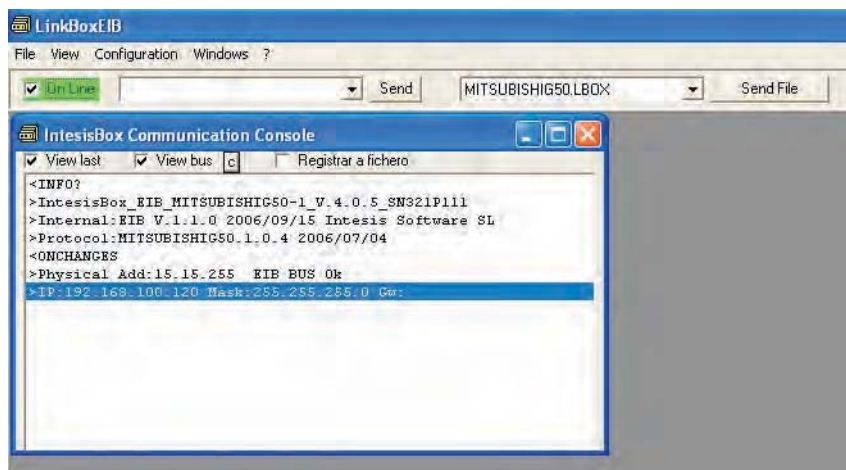 LinkBoxEIB
File View Configuration Windows ?
On Line Send MITSUBISHIG50.LBOX Send File
IntesisBox Communication Console
View last View bus c Registrar a fichero
<INFO?
>IntesisBox_EIB_MITSUBISHIG50-1_V.4.0.5_SN321P111
>Internal:EIB V.1.1.0 2006/09/15 Intesis Software SL
>Protocol:MITSUBISHIG50.1.0.4 2006/07/04
<ONCHANGES
>Physical Add:15.15.255 EIB BUS Ok
>IP:192.168.100.120 Mask:255.255.255.0 Gw: